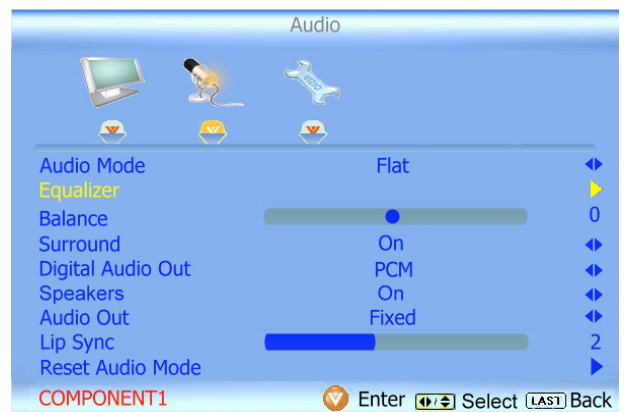 Audio
VIZIO
Audio Mode Flat
Equalizer
Balance 0
Surround On
Digital Audio Out PCM
Speakers On
Audio Out Fixed
Lip Sync 2
Reset Audio Mode
COMPONENT1 Enter Select LAST Back